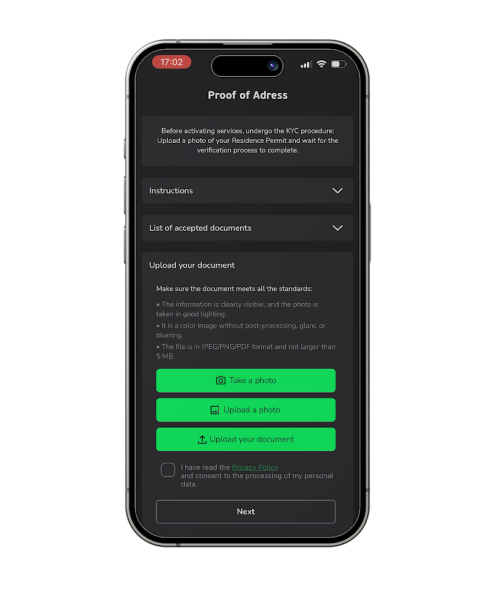 17:02
Proof of Adress
Before activating services, undergo the KYC procedure:
Upload a photo of your Residence Permit and wait for the
verification process to complete.
Instructions
List of accepted documents
Upload your document
Make sure the document meets all the standards:
• The information is clearly visible, and the photo is
taken in good lighting.
• It is a color image without post-processing, glare, or
blurring.
• The file is in JPEG/PNG/PDF format and not larger than
5 MB.
Take a photo
Upload a photo
Upload your document
I have read the Privacy Policy
and consent to the processing of my personal
data.
Next